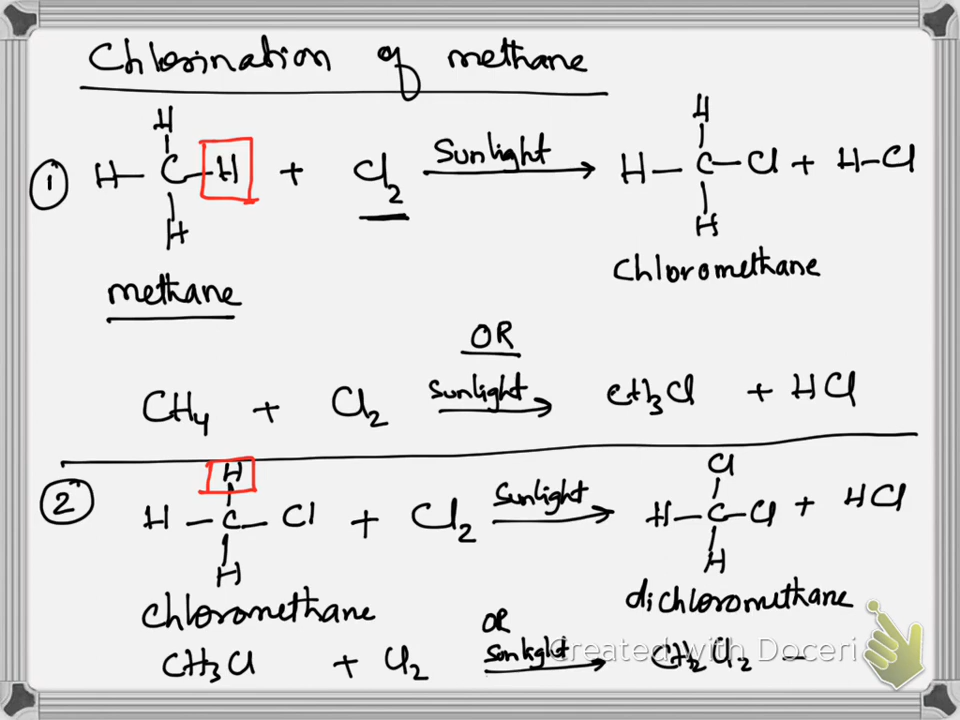 Chlorination of methane
H
① H—C—H + Cl₂ Sunlight → H—C—Cl + H—Cl
H H
methane Chloromethane
OR
CH₄ + Cl₂ Sunlight → CH₃Cl + HCl
H Cl
② H—C—Cl + Cl₂ Sunlight → H—C—Cl + HCl
H H
chloromethane dichloromethane
OR
CH₃Cl + Cl₂ Sunlight → CH₂Cl₂ —
Created with Doceri